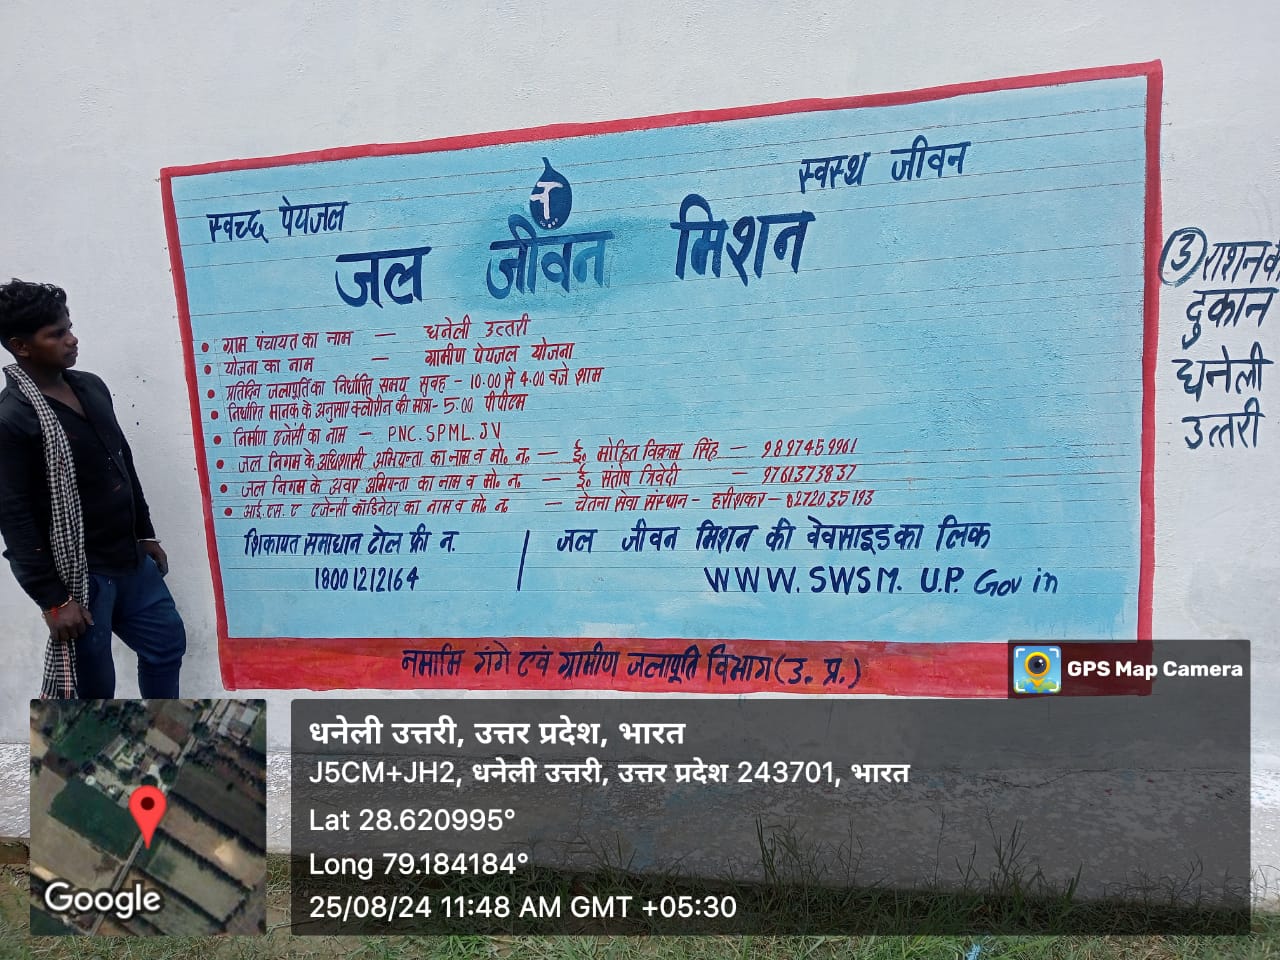 स्वच्छ पेयजल
स्वस्थ जीवन
जल जीवन मिशन
• ग्राम पंचायत का नाम — धनेली उत्तरी
• योजना का नाम — ग्रामीण पेयजल योजना
• प्रतिदिन जलापूर्ति का निर्धारित समय सुवह - 10.00 से 4.00 वजे शाम
• निर्धारित मानक के अनुसार क्लोरीन की मात्रा - 5.00 पीपीएम
• निर्माण एजेंसी का नाम — PNC.SPML.JV
• जल निगम के अधिशासी अभियन्ता का नाम व मो. न. — ई. मोहित विक्रम सिंह — 9897459961
• जल निगम के अवर अभियन्ता का नाम व मो. न. — ई. संतोष त्रिवेदी — 9761373837
• आई. एस. ए एजेन्सी कॉडिनेटर का नाम व मो. न. — चेतना सेवा संस्थान - हरीशकर - 8272035193
शिकायत समाधान टोल फ्री न.
18001212164
जल जीवन मिशन की वेवसाइड का लिक
WWW.SWSM.U.P. Gov in
नमामि गंगे एवं ग्रामीण जलापूर्ति विभाग (उ. प्र.)
③ राशन की
दुकान
धनेली
उत्तरी
GPS Map Camera
धनेली उत्तरी, उत्तर प्रदेश, भारत
J5CM+JH2, धनेली उत्तरी, उत्तर प्रदेश 243701, भारत
Lat 28.620995°
Long 79.184184°
25/08/24 11:48 AM GMT +05:30
Google